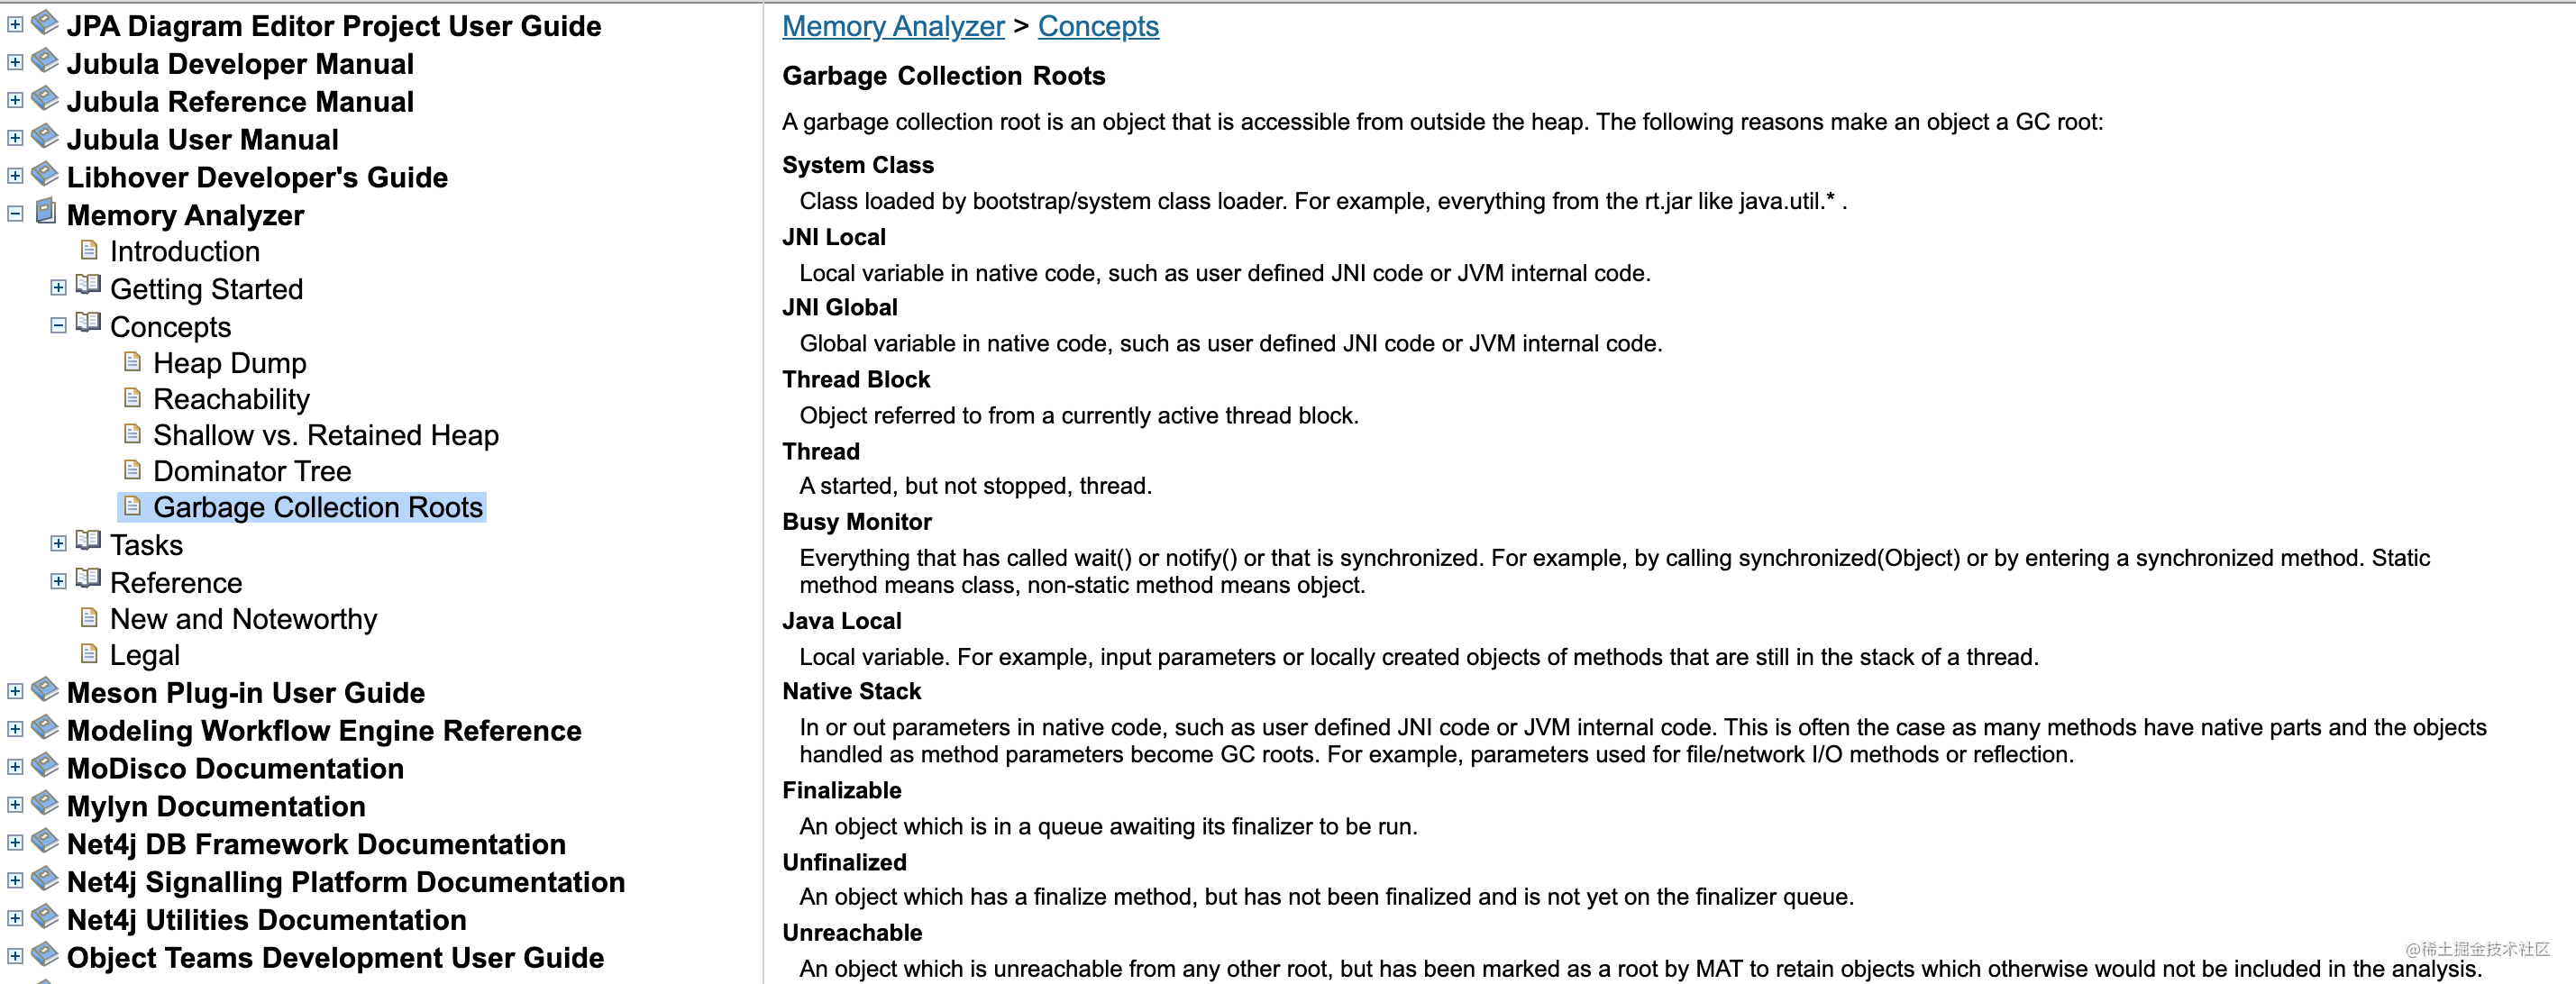 JPA Diagram Editor Project User Guide
Jubula Developer Manual
Jubula Reference Manual
Jubula User Manual
Libhover Developer's Guide
Memory Analyzer
Introduction
Getting Started
Concepts
Heap Dump
Reachability
Shallow vs. Retained Heap
Dominator Tree
Garbage Collection Roots
Tasks
Reference
New and Noteworthy
Legal
Meson Plug-in User Guide
Modeling Workflow Engine Reference
MoDisco Documentation
Mylyn Documentation
Net4j DB Framework Documentation
Net4j Signalling Platform Documentation
Net4j Utilities Documentation
Object Teams Development User Guide
Memory Analyzer > Concepts
Garbage Collection Roots
A garbage collection root is an object that is accessible from outside the heap. The following reasons make an object a GC root:
System Class
Class loaded by bootstrap/system class loader. For example, everything from the rt.jar like java.util.* .
JNI Local
Local variable in native code, such as user defined JNI code or JVM internal code.
JNI Global
Global variable in native code, such as user defined JNI code or JVM internal code.
Thread Block
Object referred to from a currently active thread block.
Thread
A started, but not stopped, thread.
Busy Monitor
Everything that has called wait() or notify() or that is synchronized. For example, by calling synchronized(Object) or by entering a synchronized method. Static
method means class, non-static method means object.
Java Local
Local variable. For example, input parameters or locally created objects of methods that are still in the stack of a thread.
Native Stack
In or out parameters in native code, such as user defined JNI code or JVM internal code. This is often the case as many methods have native parts and the objects
handled as method parameters become GC roots. For example, parameters used for file/network I/O methods or reflection.
Finalizable
An object which is in a queue awaiting its finalizer to be run.
Unfinalized
An object which has a finalize method, but has not been finalized and is not yet on the finalizer queue.
Unreachable
An object which is unreachable from any other root, but has been marked as a root by MAT to retain objects which otherwise would not be included in the analysis.
@稀土掘金技术社区